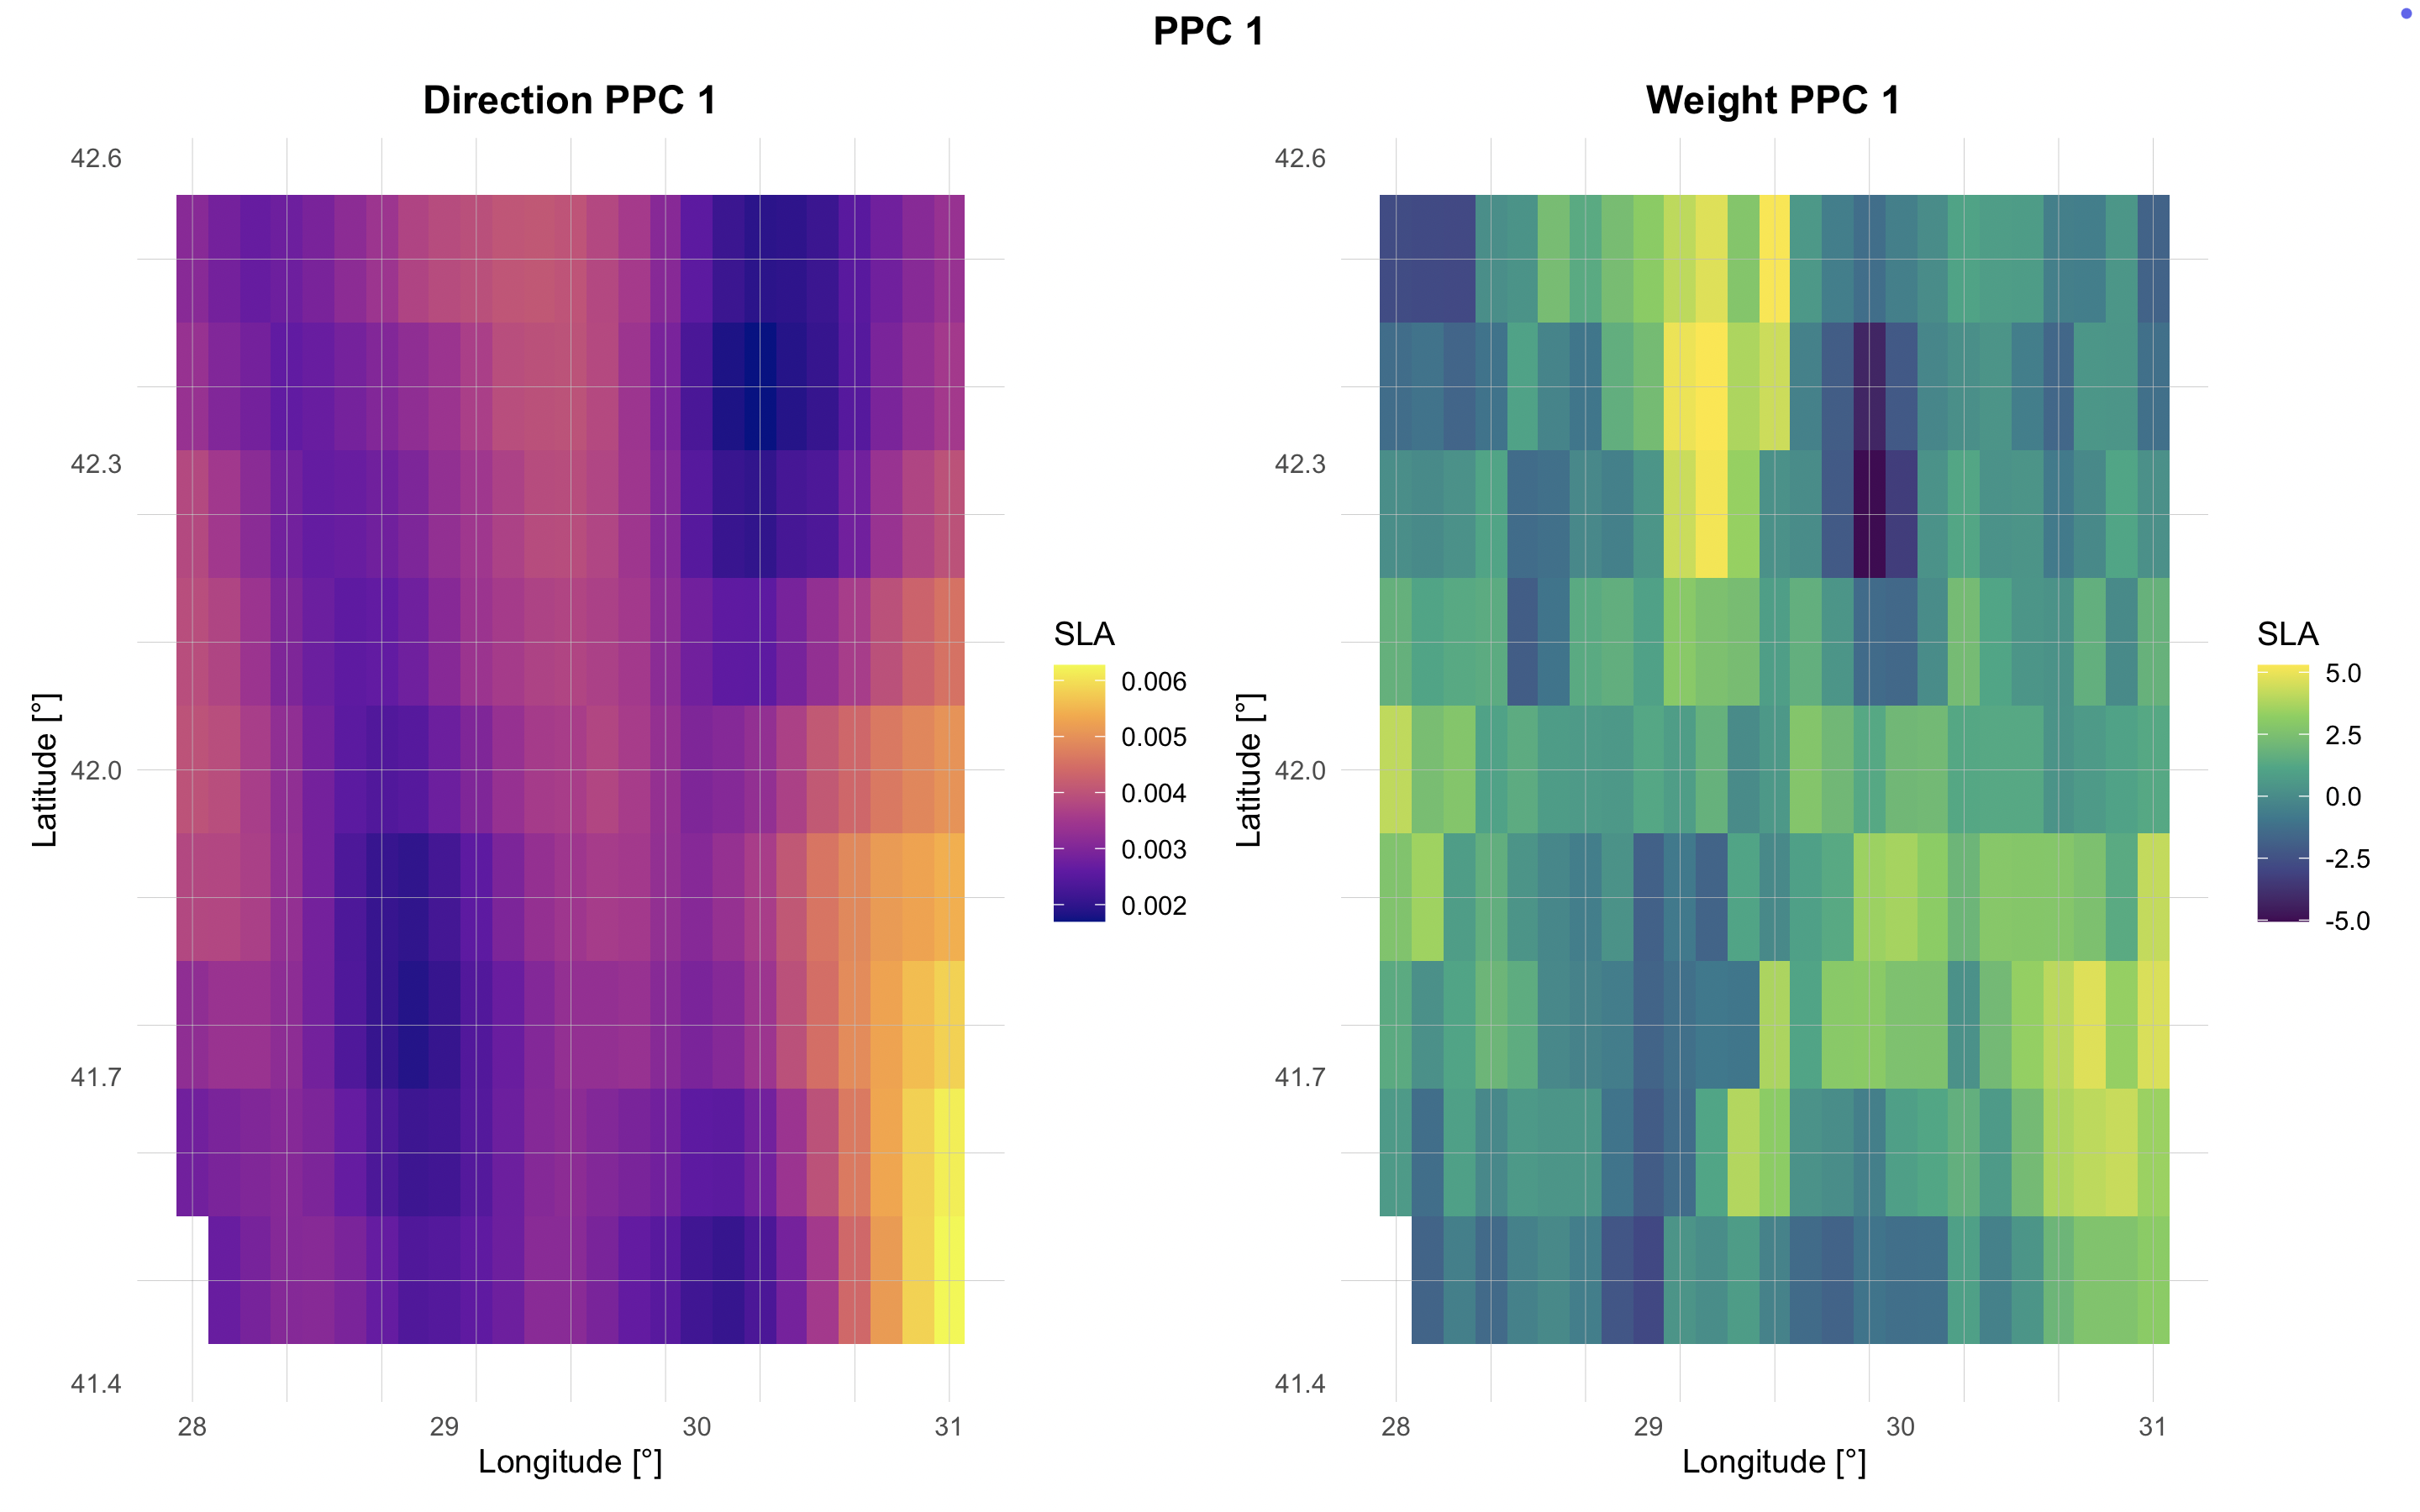 PPC 1
Direction PPC 1
42.6
42.3
42.0
41.7
41.4
Latitude [°]
28 29 30 31
Longitude [°]
SLA
0.006
0.005
0.004
0.003
0.002
Weight PPC 1
42.6
42.3
42.0
41.7
41.4
Latitude [°]
28 29 30 31
Longitude [°]
SLA
5.0
2.5
0.0
-2.5
-5.0